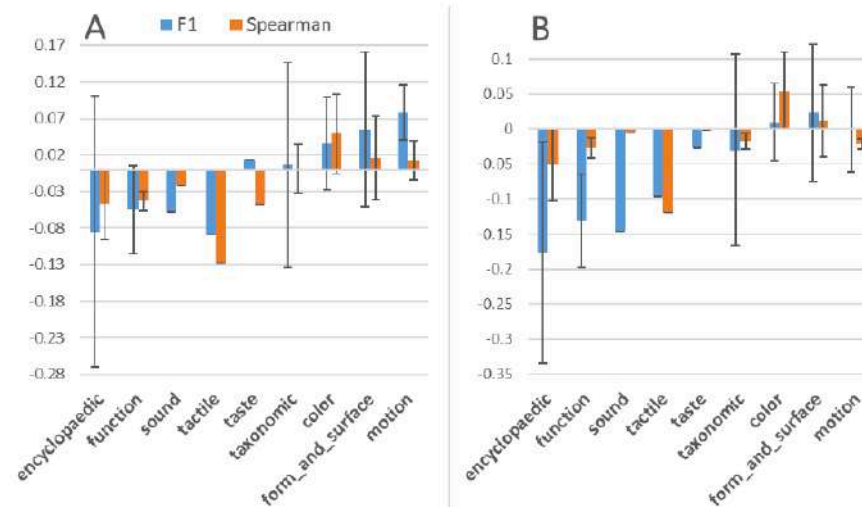 A
F1 Spearman
0.17
0.12
0.07
0.02
-0.03
-0.08
-0.13
-0.18
-0.23
-0.28
encyclopaedic
function
sound
tactile
taste
taxonomic
color
form_and_surface
motion
B
0.1
0.05
0
-0.05
-0.1
-0.15
-0.2
-0.25
-0.3
-0.35
encyclopaedic
function
sound
tactile
taste
taxonomic
color
form_and_surface
motion